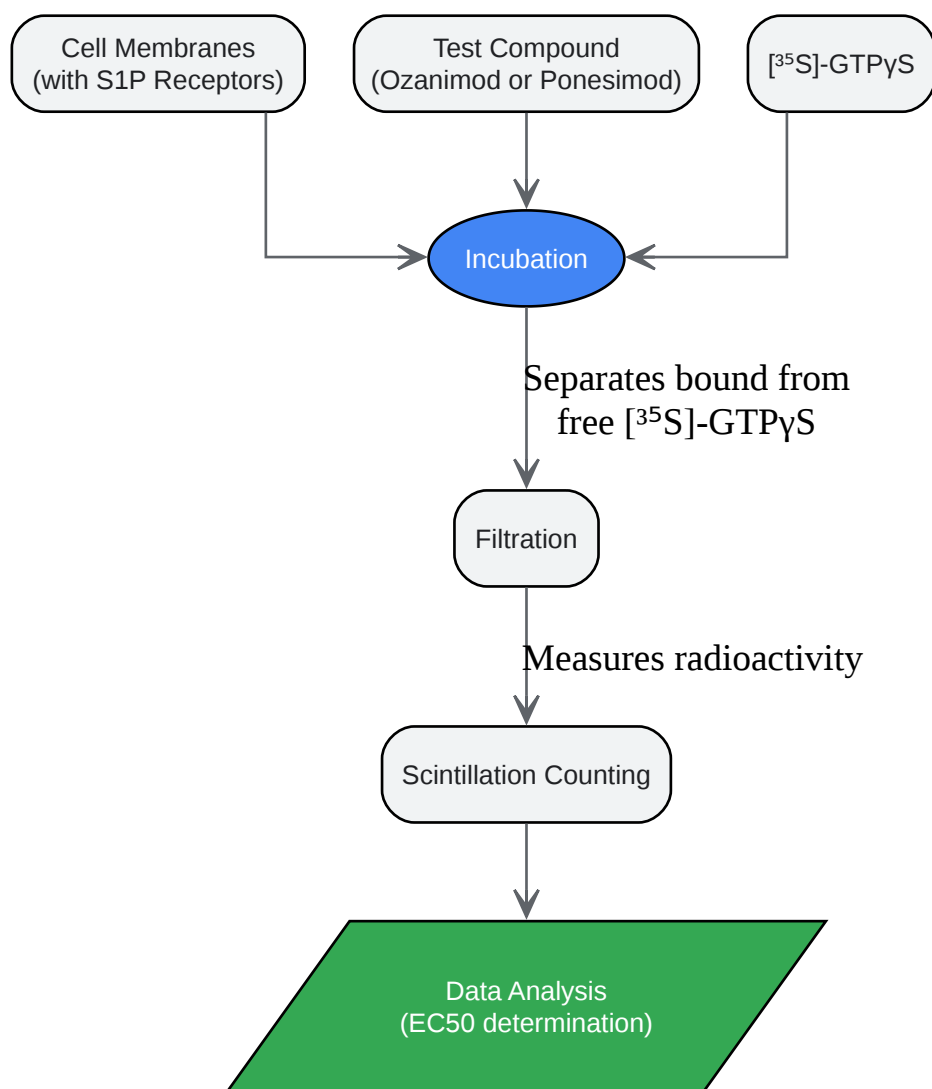 Cell Membranes
(with S1P Receptors)
Test Compound
(Ozanimod or Ponesimod)
[³⁵S]-GTPγS
Incubation
Separates bound from
free [³⁵S]-GTPγS
Filtration
Measures radioactivity
Scintillation Counting
Data Analysis
(EC50 determination)